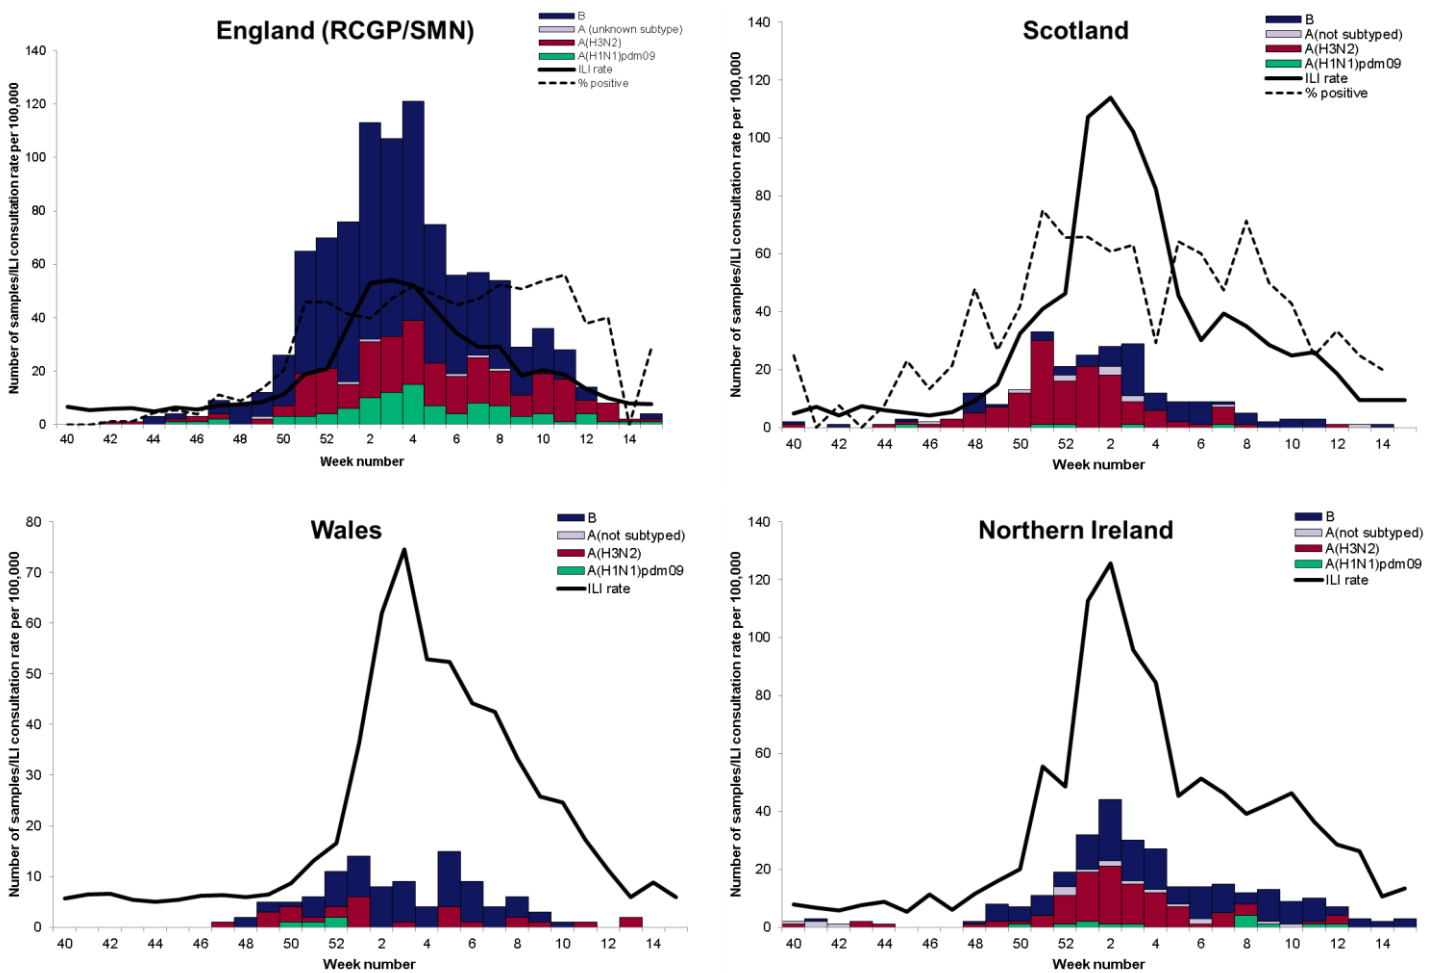 England (RCGP/SMN)
B
A (unknown subtype)
A(H3N2)
A(H1N1)pdm09
ILI rate
% positive
Number of samples/ILI consultation rate per 100,000
140
120
100
80
60
40
20
0
40 42 44 46 48 50 52 2 4 6 8 10 12 14
Week number
Scotland
B
A(not subtyped)
A(H3N2)
A(H1N1)pdm09
ILI rate
% positive
Number of samples/ILI consultation rate per 100,000
140
120
100
80
60
40
20
0
40 42 44 46 48 50 52 2 4 6 8 10 12 14
Week number
Wales
B
A(not subtyped)
A(H3N2)
A(H1N1)pdm09
ILI rate
Number of samples/ILI consultation rate per 100,000
80
70
60
50
40
30
20
10
0
40 42 44 46 48 50 52 2 4 6 8 10 12 14
Week number
Northern Ireland
B
A(not subtyped)
A(H3N2)
A(H1N1)pdm09
ILI rate
Number of samples/ILI consultation rate per 100,000
140
120
100
80
60
40
20
0
40 42 44 46 48 50 52 2 4 6 8 10 12 14
Week number